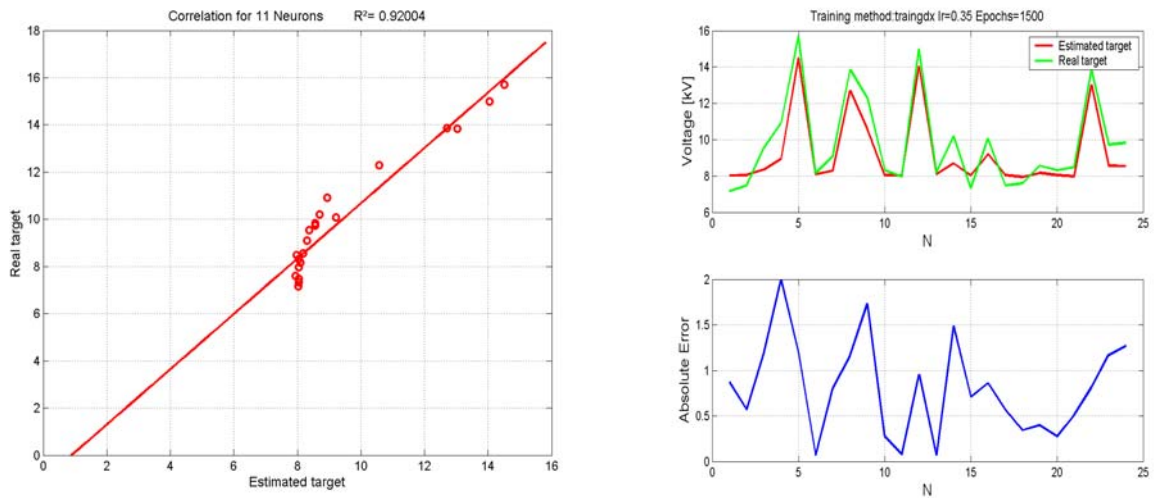 Correlation for 11 Neurons R²= 0.92004
18
16
14
12
10
8
6
4
2
0
Real target
0 2 4 6 8 10 12 14 16
Estimated target
Training method:traingdx lr=0.35 Epochs=1500
Estimated target
Real target
16
14
12
10
8
6
Voltage [kV]
0 5 10 15 20 25
N
2
1.5
1
0.5
0
Absolute Error
0 5 10 15 20 25
N